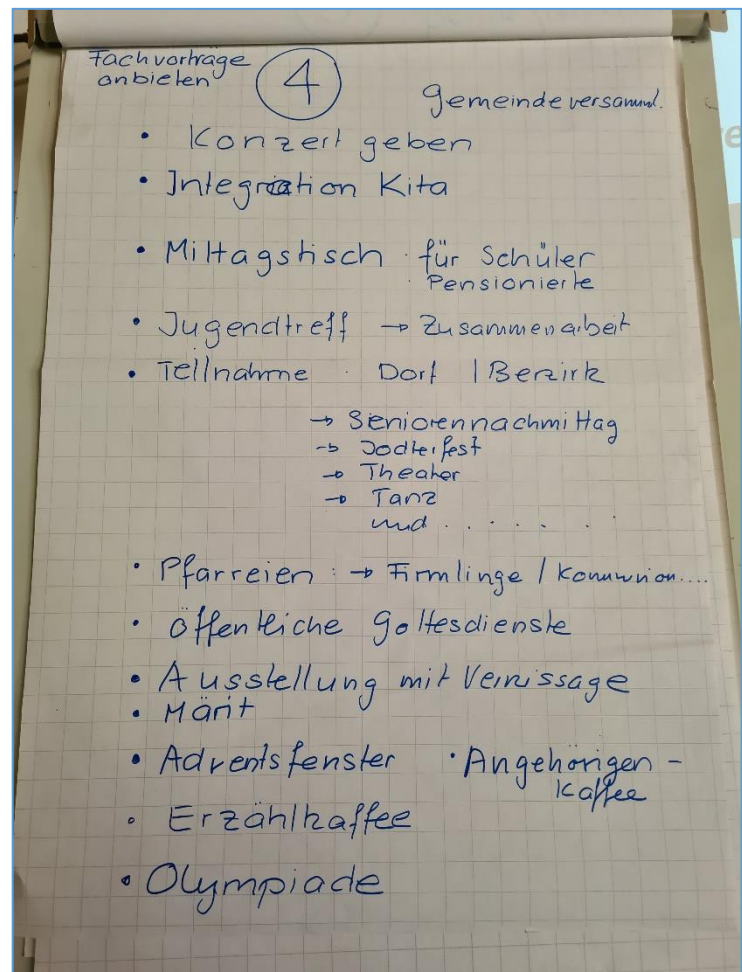 Fachvorträge
anbieten
4
Gemeindeversamml.
• Konzert geben
• Integration Kita
• Mittagstisch für Schüler
Pensionierte
• Jugendtreff → Zusammenarbeit
• Teilnahme Dorf / Bezirk
→ Seniorennachmittag
→ Jodlerfest
→ Theater
→ Tanz
und . . . . . .
• Pfarreien : → Firmlinge / Kommunion....
• öffentliche Gottesdienste
• Ausstellung mit Vernissage
• Märit
• Adventsfenster • Angehörigen-
Kaffee
• Erzählkaffee
• Olympiade